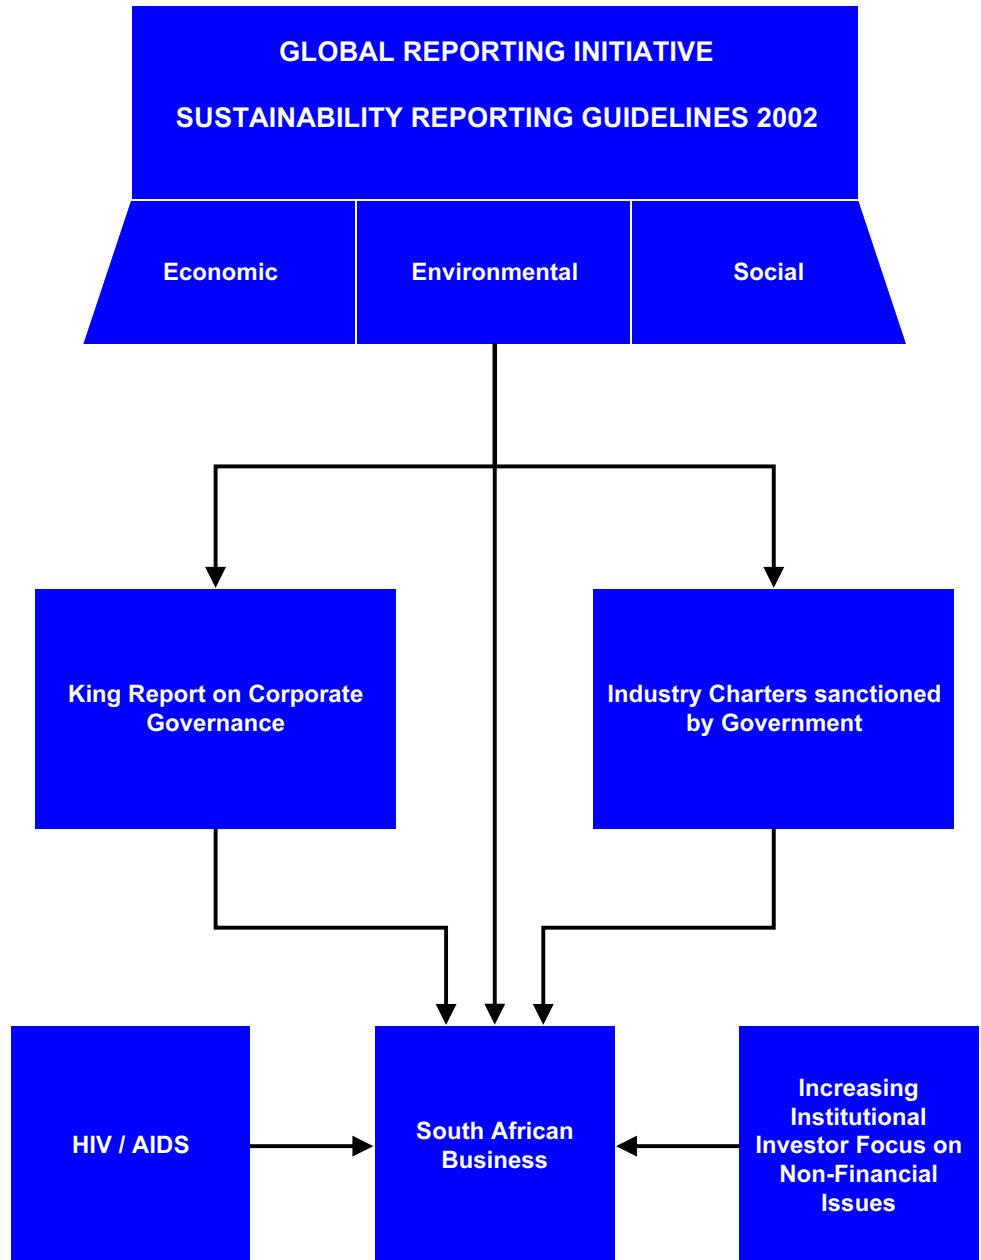 GLOBAL REPORTING INITIATIVE
SUSTAINABILITY REPORTING GUIDELINES 2002
Economic
Environmental
Social
King Report on Corporate
Governance
Industry Charters sanctioned
by Government
HIV / AIDS
South African
Business
Increasing
Institutional
Investor Focus on
Non-Financial
Issues